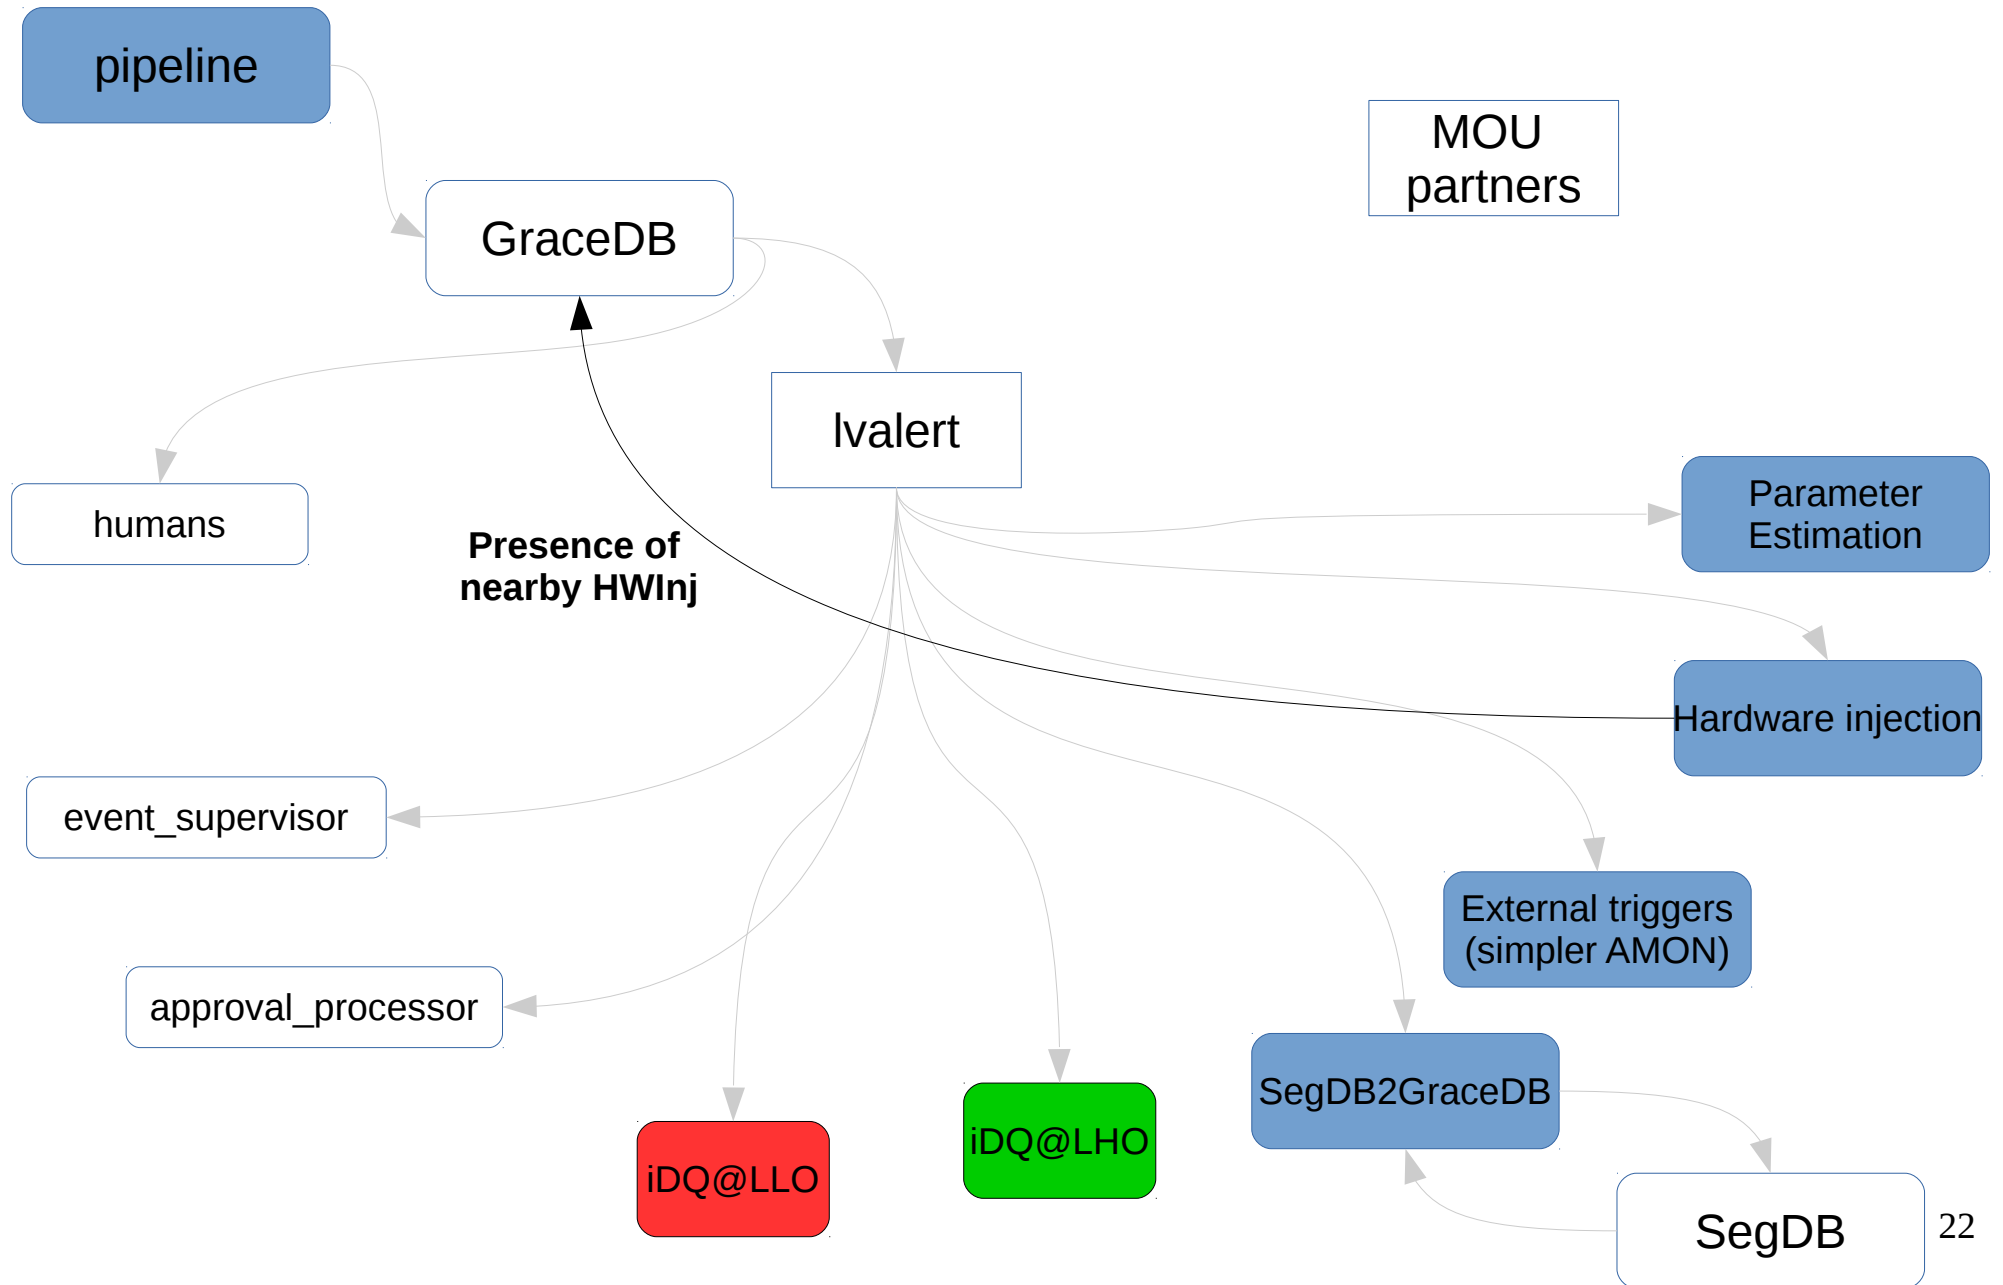 pipeline
MOU
partners
GraceDB
lvalert
humans
Presence of
nearby HWInj
Parameter
Estimation
Hardware injection
event_supervisor
External triggers
(simpler AMON)
approval_processor
SegDB2GraceDB
iDQ@LHO
iDQ@LLO
SegDB
22